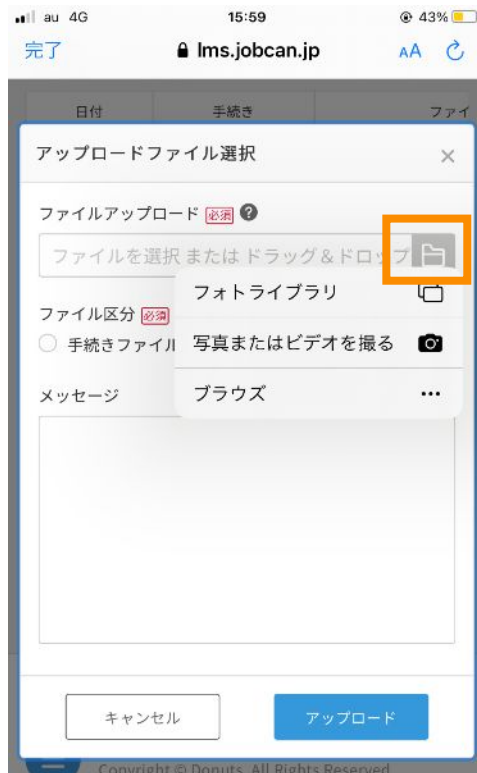 au 4G 15:59 43%
完了 lms.jobcan.jp AA
日付 手続き ファイ
アップロードファイル選択 ×
ファイルアップロード 必須 ?
ファイルを選択 または ドラッグ＆ドロップ
フォトライブラリ
ファイル区分 必須
手続きファイル
写真またはビデオを撮る
メッセージ
ブラウズ
キャンセル アップロード
Copyright © Donuts. All Rights Reserved